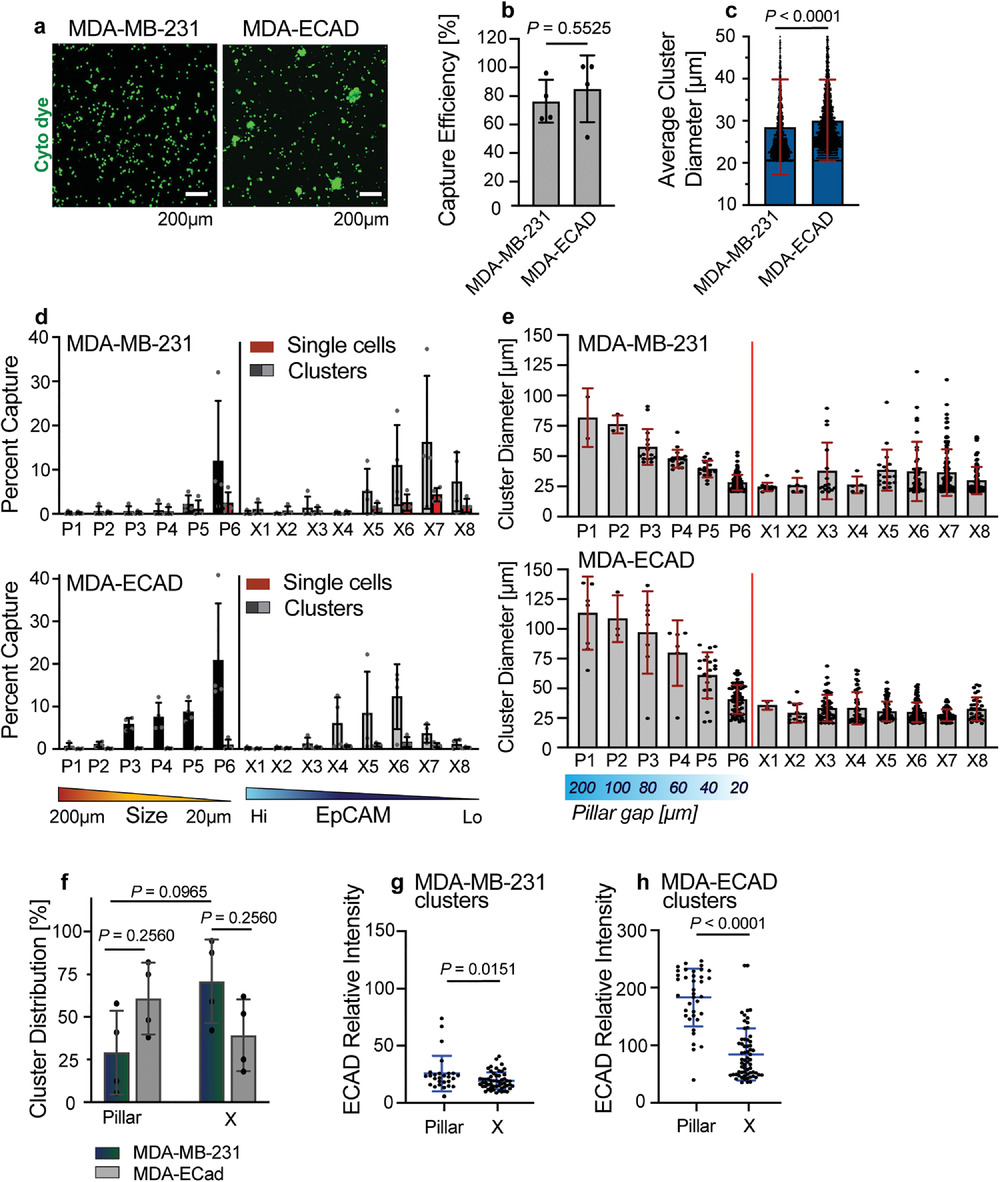 a
MDA-MB-231 MDA-ECAD
Cyto dye
200µm 200µm
b
P = 0.5525
Capture Efficiency [%]
120
100
80
60
40
20
0
MDA-MB-231
MDA-ECAD
c
P < 0.0001
Average Cluster
Diameter [µm]
50
40
30
20
10
MDA-MB-231
MDA-ECAD
d
MDA-MB-231
Single cells
Clusters
Percent Capture
40
30
20
10
0
P1 P2 P3 P4 P5 P6 X1 X2 X3 X4 X5 X6 X7 X8
MDA-ECAD
Single cells
Clusters
Percent Capture
40
30
20
10
0
P1 P2 P3 P4 P5 P6 X1 X2 X3 X4 X5 X6 X7 X8
200µm Size 20µm Hi EpCAM Lo
e
MDA-MB-231
Cluster Diameter [µm]
150
125
75
50
25
0
P1 P2 P3 P4 P5 P6 X1 X2 X3 X4 X5 X6 X7 X8
MDA-ECAD
Cluster Diameter [µm]
150
125
100
75
50
25
0
P1 P2 P3 P4 P5 P6 X1 X2 X3 X4 X5 X6 X7 X8
200 100 80 60 40 20
Pillar gap [µm]
f
P = 0.0965
P = 0.2560
P = 0.2560
Cluster Distribution [%]
100
75
50
25
0
Pillar X
MDA-MB-231
MDA-ECad
g
MDA-MB-231
clusters
P = 0.0151
ECAD Relative Intensity
150
100
50
0
Pillar X
h
MDA-ECAD
clusters
P < 0.0001
ECAD Relative Intensity
300
200
100
0
Pillar X